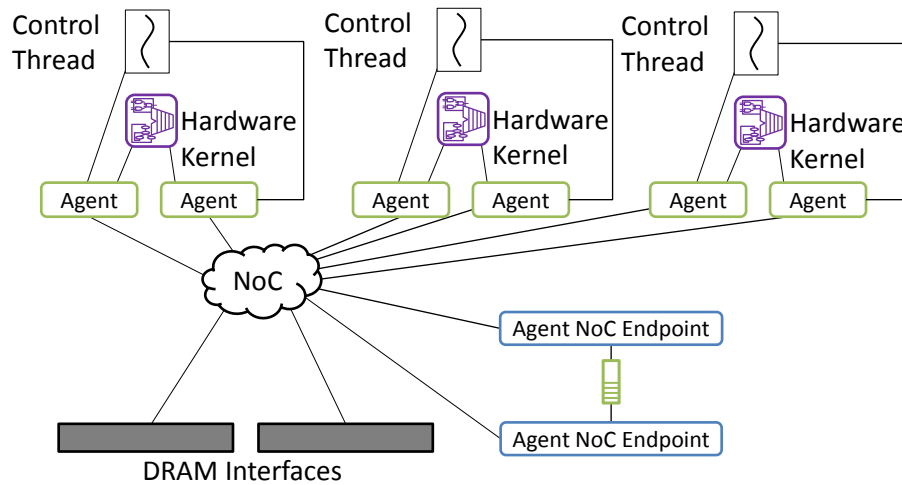 Control
Thread
Hardware
Kernel
Agent
Agent
Control
Thread
Hardware
Kernel
Agent
Agent
Control
Thread
Hardware
Kernel
Agent
Agent
NoC
Agent NoC Endpoint
Agent NoC Endpoint
DRAM Interfaces